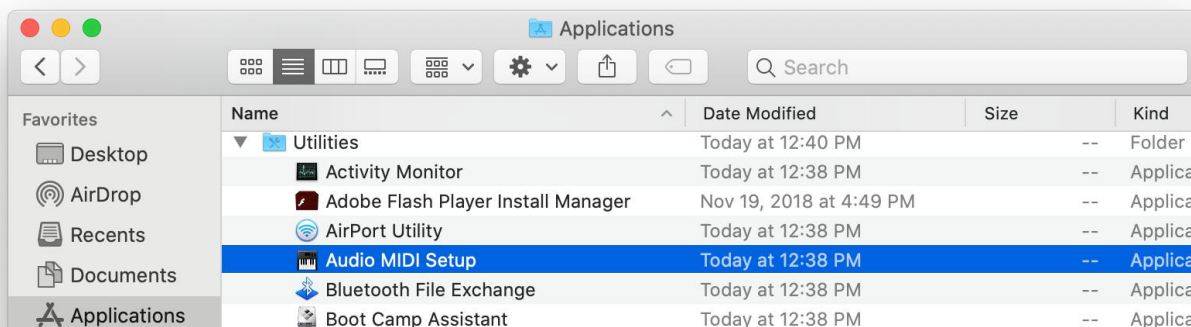 Applications
Search
Favorites
Desktop
AirDrop
Recents
Documents
Applications
Name Date Modified Size Kind
Utilities Today at 12:40 PM -- Folder
Activity Monitor Today at 12:38 PM -- Applica
Adobe Flash Player Install Manager Nov 19, 2018 at 4:49 PM -- Applica
AirPort Utility Today at 12:38 PM -- Applica
Audio MIDI Setup Today at 12:38 PM -- Applica
Bluetooth File Exchange Today at 12:38 PM -- Applica
Boot Camp Assistant Today at 12:38 PM -- Applica